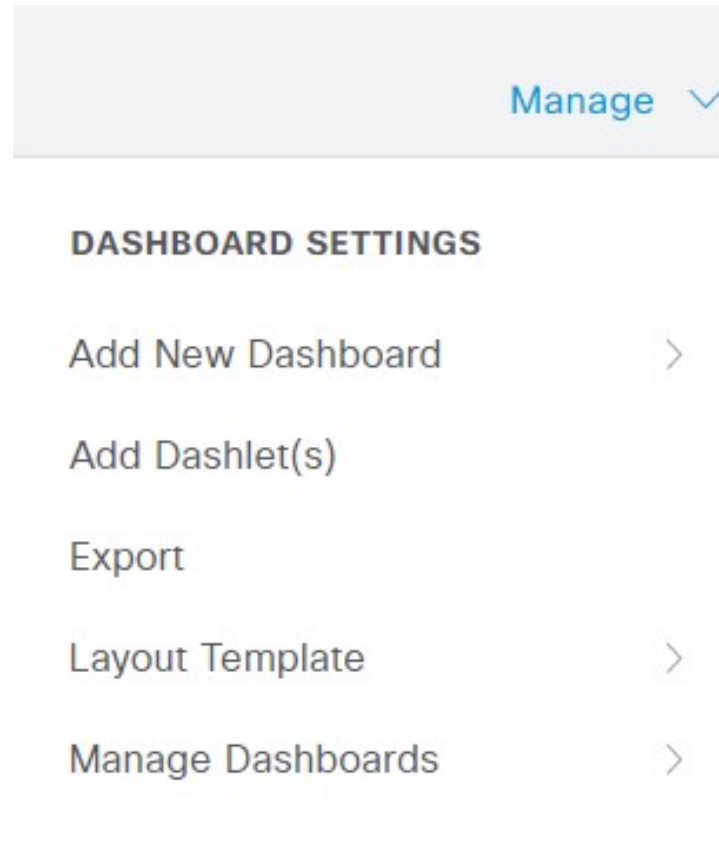 Manage
DASHBOARD SETTINGS
Add New Dashboard
Add Dashlet(s)
Export
Layout Template
Manage Dashboards